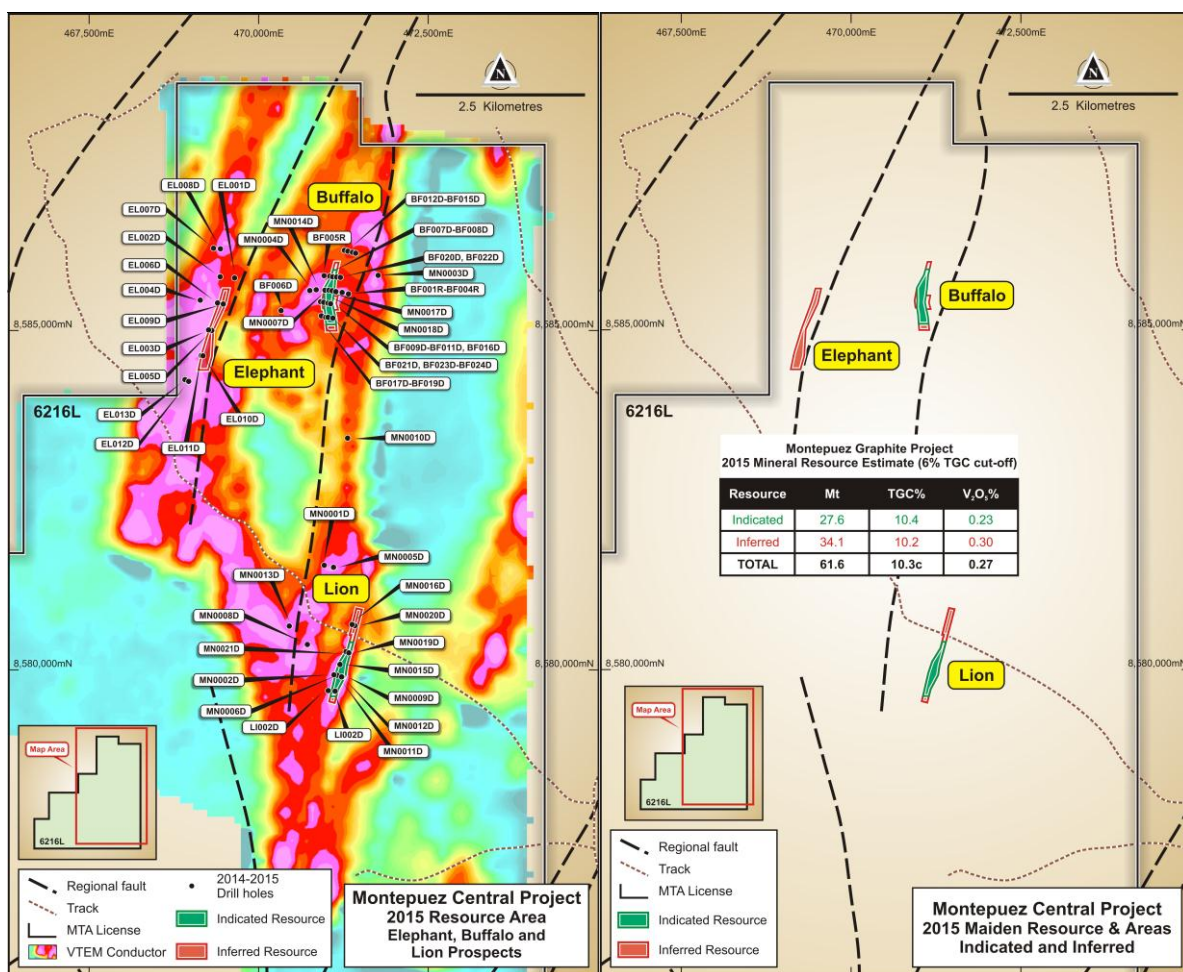 467,500mE
470,000mE
472,500mE
N
2.5 Kilometres
EL008D
EL001D
Buffalo
EL007D
MN0014D
BF012D-BF015D
EL002D
MN0004D
BF005R
BF007D-BF008D
EL006D
BF020D, BF022D
EL004D
BF006D
MN0003D
BF001R-BF004R
EL009D
MN0007D
MN0017D
8,585,000mN
MN0018D
EL003D
BF009D-BF011D, BF016D
EL005D
Elephant
BF021D, BF023D-BF024D
BF017D-BF019D
EL013D
EL010D
6216L
EL012D
EL011D
MN0010D
MN0001D
MN0005D
MN0013D
Lion
MN0016D
MN0008D
MN0020D
MN0021D
MN0019D
8,580,000mN
MN0002D
MN0015D
MN0006D
MN0009D
LI002D
LI002D
MN0012D
MN0011D
Map Area
6216L
Regional fault
Track
MTA License
VTEM Conductor
2014-2015
Drill holes
Indicated Resource
Inferred Resource
Montepuez Central Project
2015 Resource Area
Elephant, Buffalo and
Lion Prospects
467,500mE
470,000mE
472,500mE
N
2.5 Kilometres
Buffalo
8,585,000mN
8,585,000mN
Elephant
6216L
Montepuez Graphite Project
2015 Mineral Resource Estimate (6% TGC cut-off)
Resource Mt TGC% V₂O₅%
Indicated 27.6 10.4 0.23
Inferred 34.1 10.2 0.30
TOTAL 61.6 10.3c 0.27
8,580,000mN
8,580,000mN
Lion
Map Area
6216L
Regional fault
Track
MTA License
Indicated Resource
Inferred Resource
Montepuez Central Project
2015 Maiden Resource & Areas
Indicated and Inferred